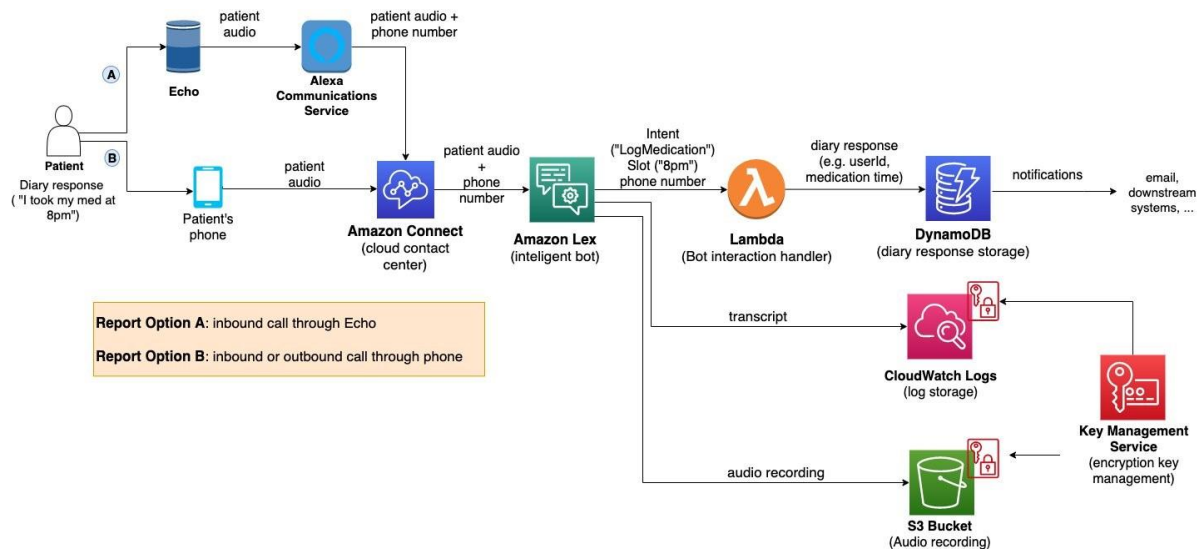 patient
audio
patient audio +
phone number
A
Echo
Alexa
Communications
Service
B
Patient
Diary response
( "I took my med at
8pm")
Patient's
phone
patient
audio
Amazon Connect
(cloud contact
center)
patient audio
+
phone
number
Amazon Lex
(inteligent bot)
Intent
("LogMedication")
Slot ("8pm")
phone number
Lambda
(Bot interaction handler)
diary response
(e.g. userId,
medication time)
DynamoDB
(diary response storage)
notifications
email,
downstream
systems, ...
Report Option A: inbound call through Echo
Report Option B: inbound or outbound call through phone
transcript
CloudWatch Logs
(log storage)
Key Management
Service
(encryption key
management)
audio recording
S3 Bucket
(Audio recording)